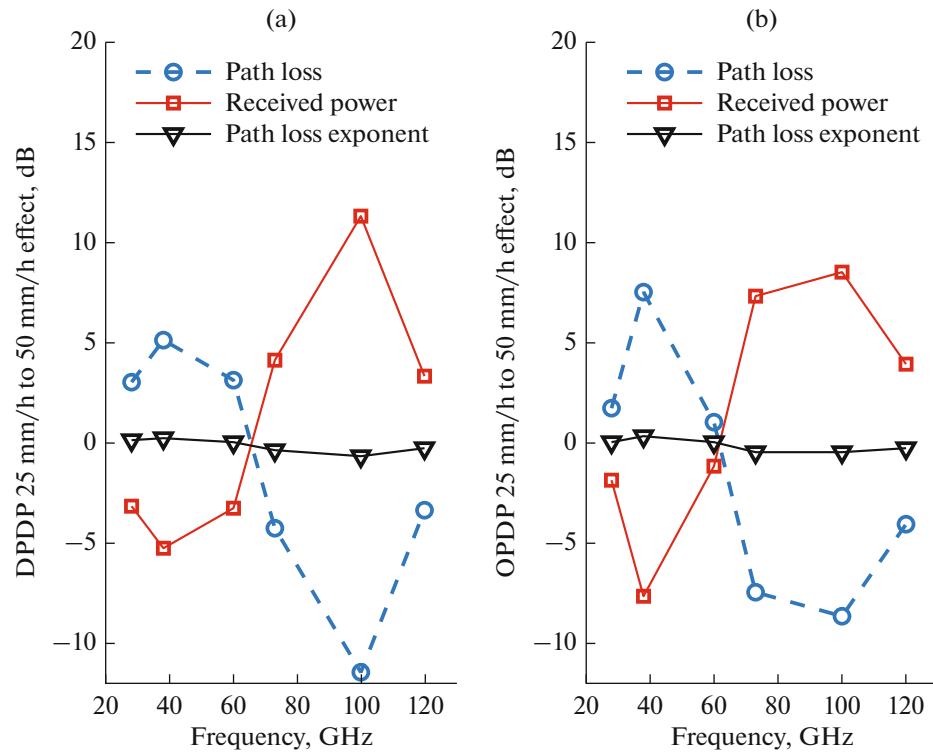 (a)
DPDP 25 mm/h to 50 mm/h effect, dB
20
15
10
5
0
−5
−10
Path loss
Received power
Path loss exponent
20 40 60 80 100 120
Frequency, GHz
(b)
OPDP 25 mm/h to 50 mm/h effect, dB
20
15
10
5
0
−5
−10
Path loss
Received power
Path loss exponent
20 40 60 80 100 120
Frequency, GHz